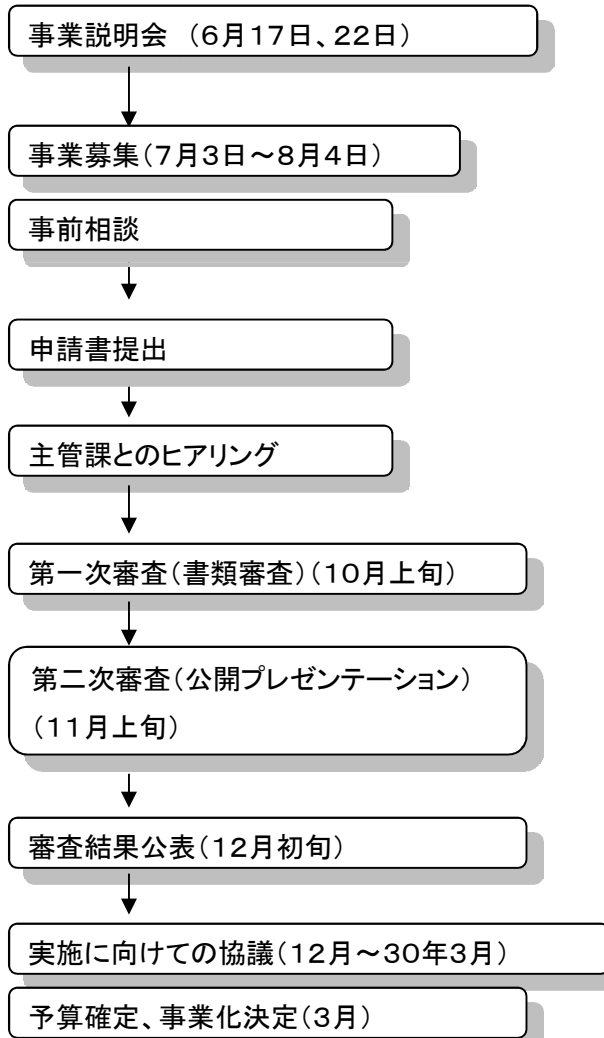 事業説明会 （6月17日、22日）
事業募集（7月3日～8月4日）
事前相談
申請書提出
主管課とのヒアリング
第一次審査（書類審査）（10月上旬）
第二次審査（公開プレゼンテーション）
（11月上旬）
審査結果公表（12月初旬）
実施に向けての協議（12月～30年3月）
予算確定、事業化決定（3月）